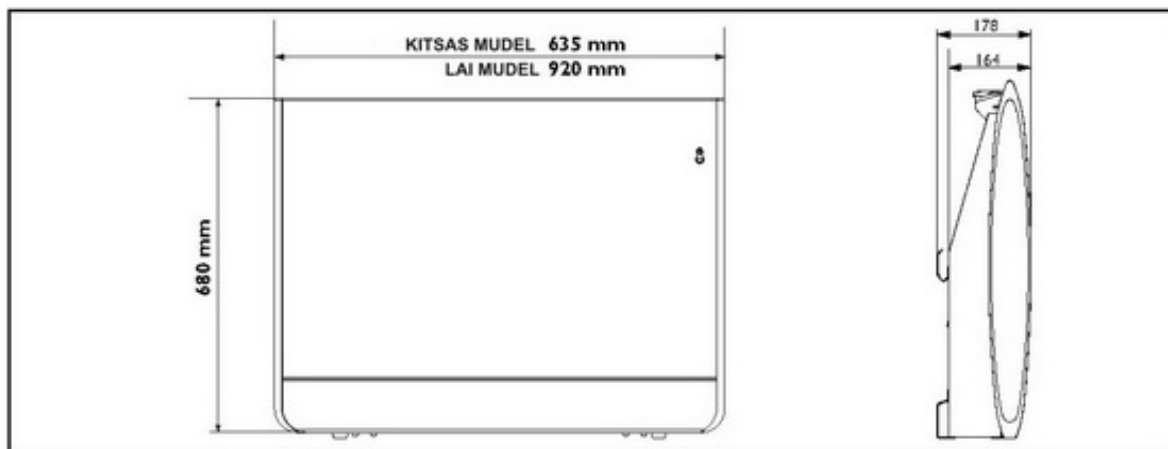 KITSAS MUDEL 635 mm
LAI MUDEL 920 mm
680 mm
178
164